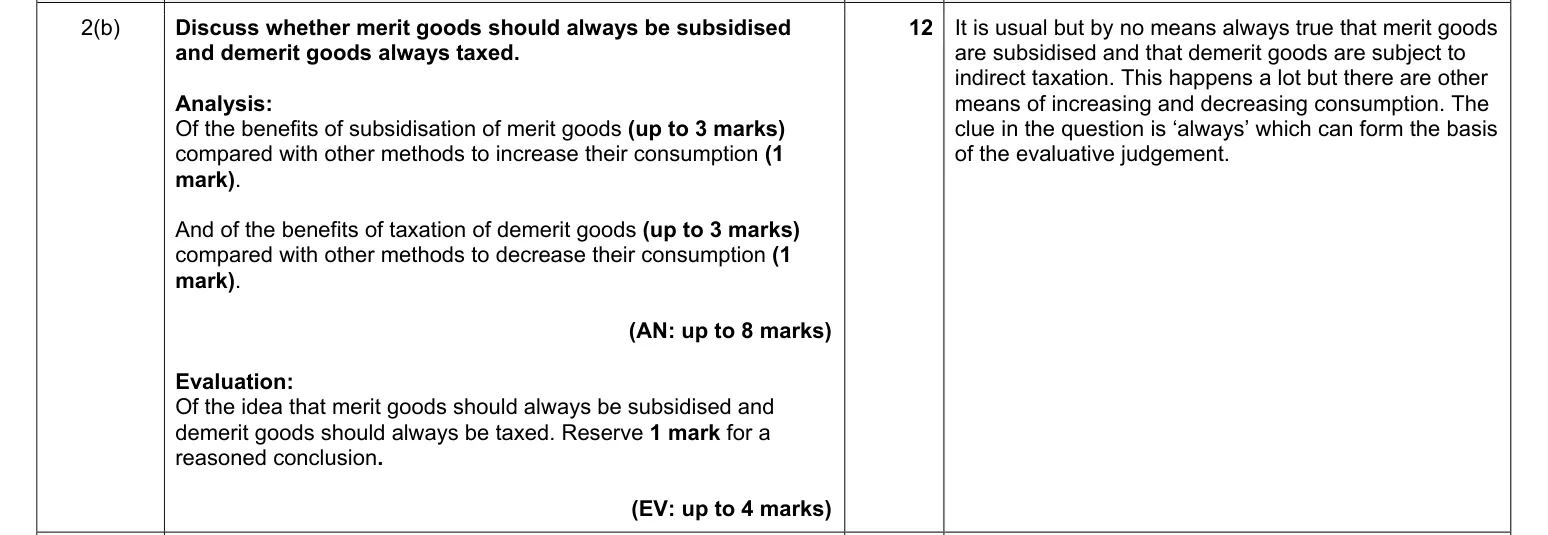 2(b)
Discuss whether merit goods should always be subsidised
and demerit goods always taxed.
Analysis:
Of the benefits of subsidisation of merit goods (up to 3 marks)
compared with other methods to increase their consumption (1
mark).
And of the benefits of taxation of demerit goods (up to 3 marks)
compared with other methods to decrease their consumption (1
mark).
(AN: up to 8 marks)
Evaluation:
Of the idea that merit goods should always be subsidised and
demerit goods should always be taxed. Reserve 1 mark for a
reasoned conclusion.
(EV: up to 4 marks)
12
It is usual but by no means always true that merit goods
are subsidised and that demerit goods are subject to
indirect taxation. This happens a lot but there are other
means of increasing and decreasing consumption. The
clue in the question is ‘always’ which can form the basis
of the evaluative judgement.